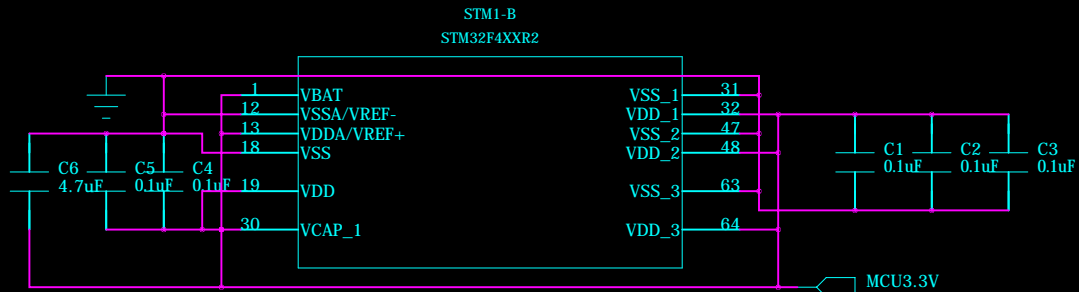 STM1-B
STM32F4XXR2
1 VBAT VSS_1 31
12 VSSA/VREF- VDD_1 32
13 VDDA/VREF+ VSS_2 47
18 VSS VDD_2 48
19 VDD VSS_3 63
30 VCAP_1 VDD_3 64
C6
4.7uF
C5
0.1uF
C4
0.1uF
C1
0.1uF
C2
0.1uF
C3
0.1uF
MCU3.3V